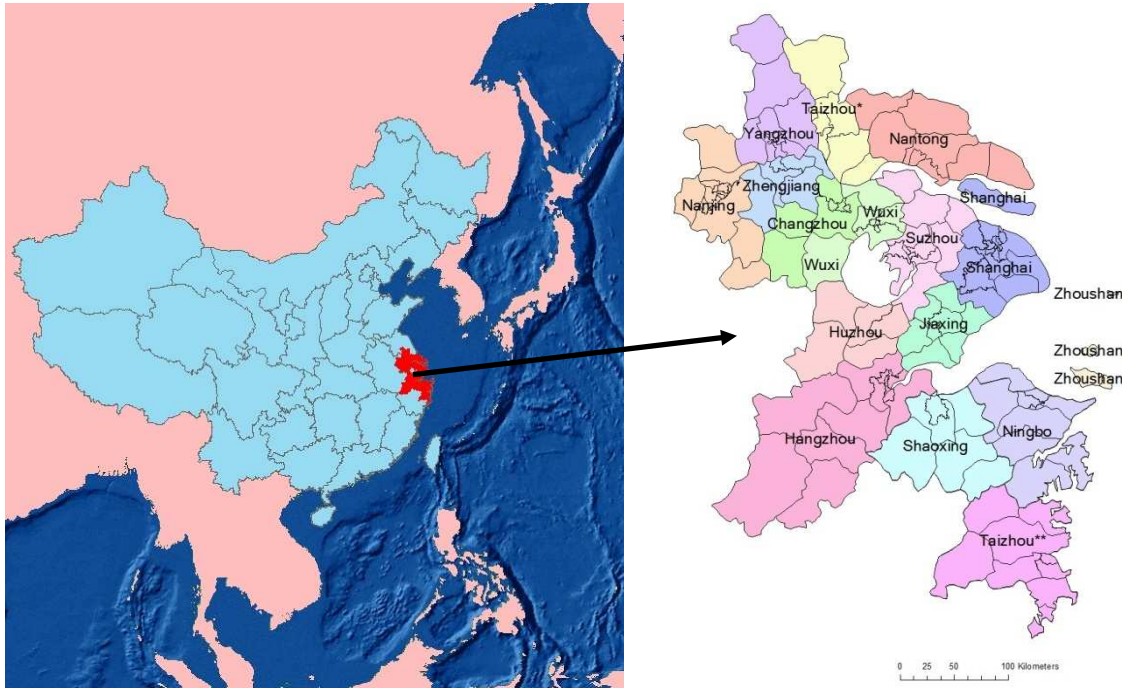 Taizhou*
Yangzhou
Nantong
Zhengjiang
Shanghai
Nanjing
Wuxi
Changzhou
Suzhou
Wuxi
Shanghai
Zhoushan
Jiaxing
Huzhou
Zhoushan
Zhoushan
Hangzhou
Shaoxing
Ningbo
Taizhou**
0 25 50 100 Kilometers